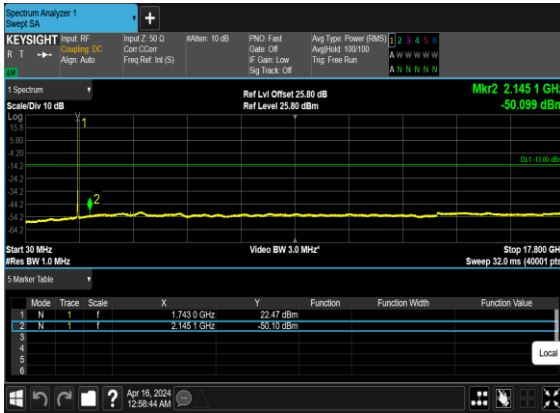 Spectrum Analyzer 1
Swept SA
KEYSIGHT Input: RF Input Z: 50 Ω #Atten: 10 dB PNO: Fast Avg Type: Power (RMS) 1 2 3 4 5 6
R T Coupling: DC Corr CCorr Gate: Off Avg|Hold: 100/100 A W W W W W
Align: Auto Freq Ref: Int (S) IF Gain: Low Trig: Free Run
Sig Track: Off A N N N N N
1 Spectrum Ref Lvl Offset 25.80 dB Mkr2 2.145 1 GHz
Scale/Div 10 dB Ref Level 25.80 dBm -50.099 dBm
Log
15.8
5.80
-4.20
-14.2
-24.2
-34.2
-44.2
-54.2
-64.2
1
2
DL1 -13.00 dBm
Start 30 MHz Video BW 3.0 MHz* Stop 17.800 GHz
#Res BW 1.0 MHz Sweep 32.0 ms (40001 pts)
5 Marker Table
Mode Trace Scale X Y Function Function Width Function Value
1 N 1 f 1.743 0 GHz 22.47 dBm
2 N 1 f 2.145 1 GHz -50.10 dBm
3
4
5
6
Local
Apr 16, 2024
12:58:44 AM